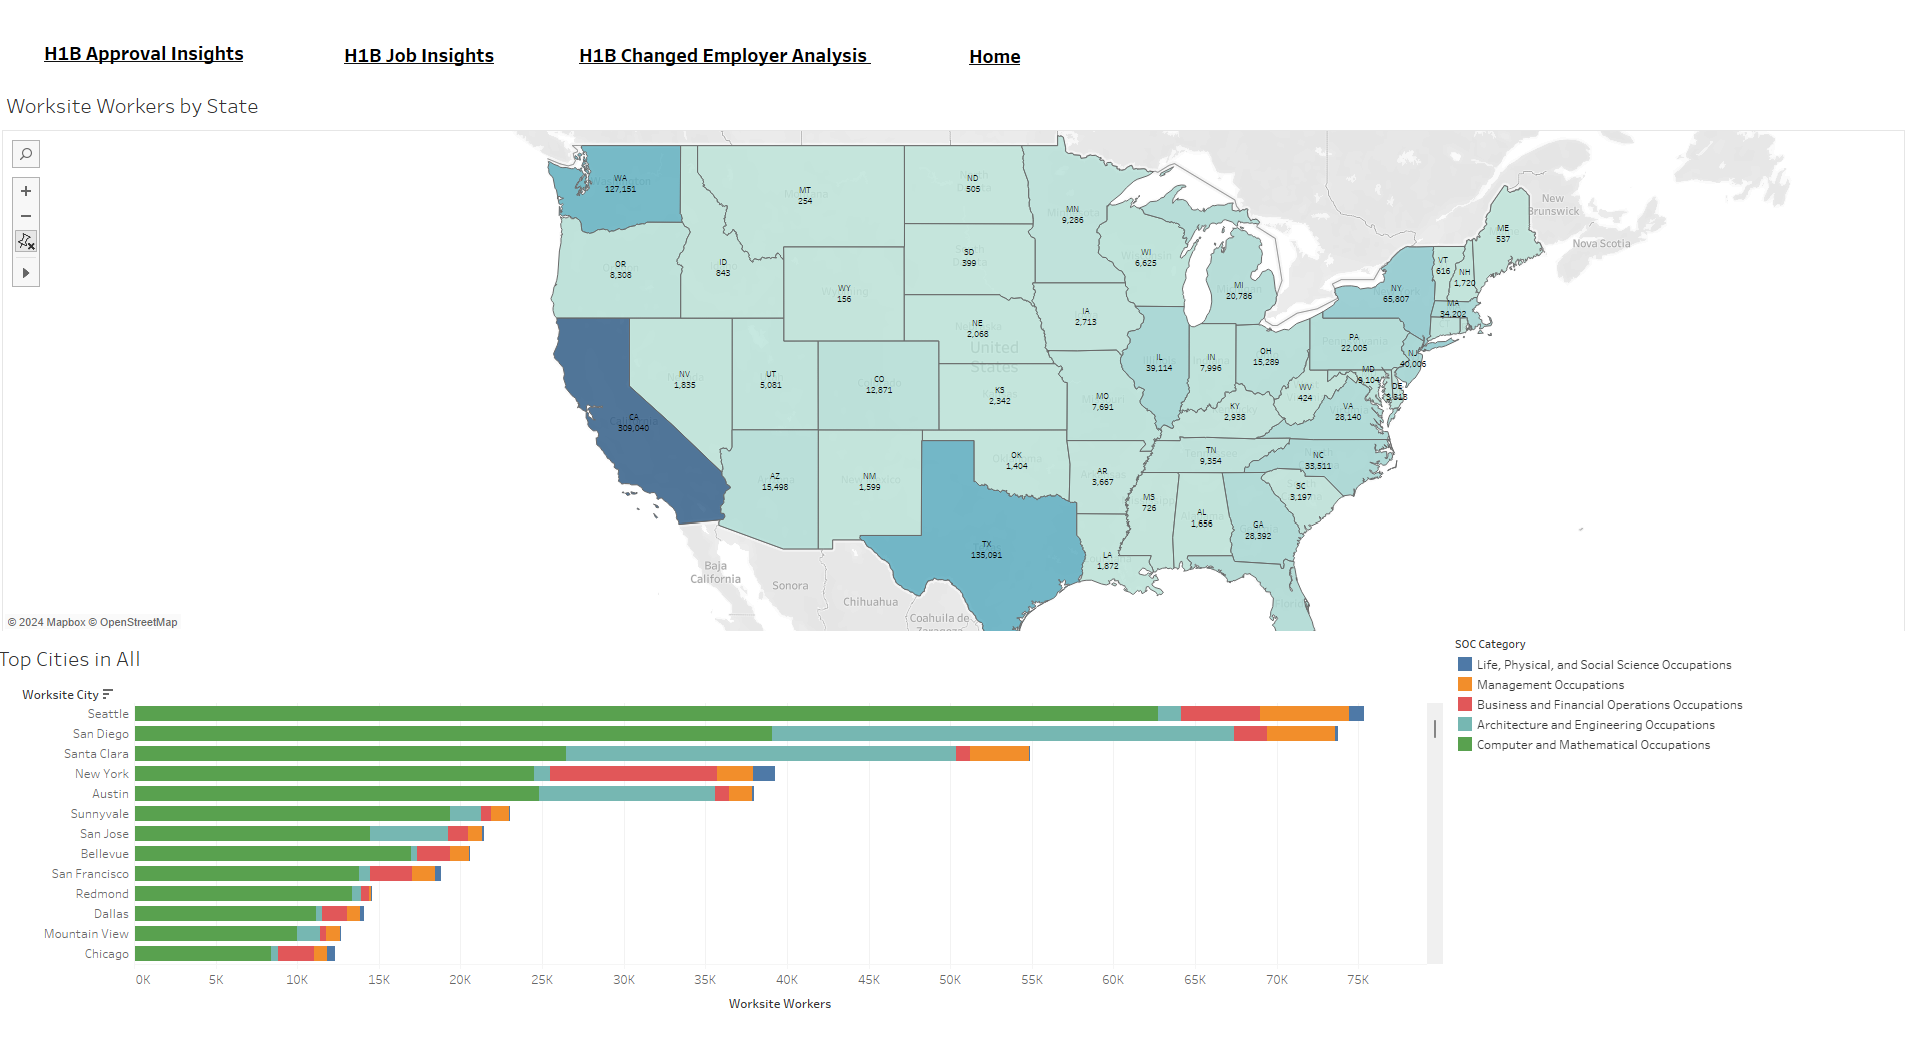 H1B Approval Insights
H1B Job Insights
H1B Changed Employer Analysis
Home
Worksite Workers by State
WA
127,151
MT
254
ND
505
MN
9,286
OR
8,308
ID
843
SD
399
WI
6,625
WY
156
MI
20,786
ME
537
New
Brunswick
Nova Scotia
VT
616
NH
1,720
NY
65,807
MA
34,202
IA
2,713
NE
2,068
United
States
PA
22,005
NJ
40,006
NV
1,835
UT
5,081
CO
12,871
KS
2,342
MO
7,691
IL
39,114
IN
7,996
OH
15,289
WV
424
MD
9,104
DE
VA
28,140
KY
2,938
CA
309,040
AZ
15,498
NM
1,599
OK
1,404
AR
3,667
TN
9,354
NC
33,511
SC
3,197
MS
726
AL
1,656
GA
28,392
TX
135,091
LA
1,872
Florida
Baja
California
Sonora
Chihuahua
Coahuila de
Zaragoza
© 2024 Mapbox © OpenStreetMap
Top Cities in All
Worksite City
Seattle
San Diego
Santa Clara
New York
Austin
Sunnyvale
San Jose
Bellevue
San Francisco
Redmond
Dallas
Mountain View
Chicago
0K 5K 10K 15K 20K 25K 30K 35K 40K 45K 50K 55K 60K 65K 70K 75K
Worksite Workers
SOC Category
Life, Physical, and Social Science Occupations
Management Occupations
Business and Financial Operations Occupations
Architecture and Engineering Occupations
Computer and Mathematical Occupations